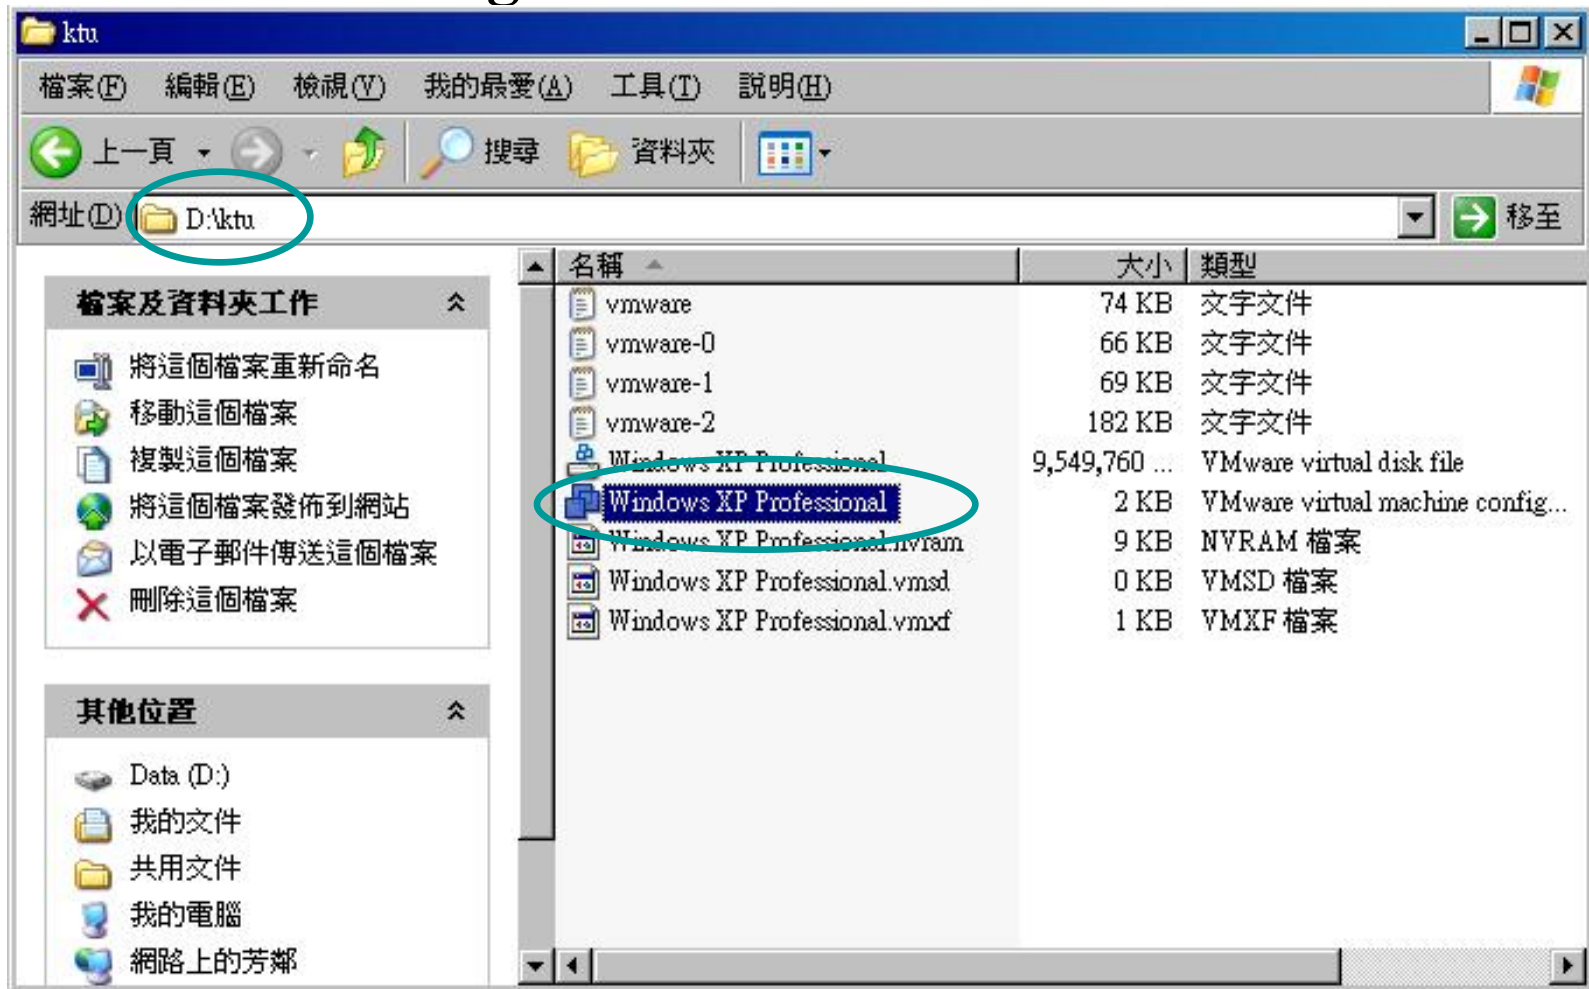 g
ktu
檔案(F) 編輯(E) 檢視(V) 我的最愛(A) 工具(T) 說明(H)
上一頁 搜尋 資料夾
網址(D) D:\ktu 移至
檔案及資料夾工作
將這個檔案重新命名
移動這個檔案
複製這個檔案
將這個檔案發佈到網站
以電子郵件傳送這個檔案
刪除這個檔案
其他位置
Data (D:)
我的文件
共用文件
我的電腦
網路上的芳鄰
名稱 大小 類型
vmware 74 KB 文字文件
vmware-0 66 KB 文字文件
vmware-1 69 KB 文字文件
vmware-2 182 KB 文字文件
Windows XP Professional 9,549,760 ... VMware virtual disk file
Windows XP Professional 2 KB VMware virtual machine config...
Windows XP Professional.nvram 9 KB NVRAM 檔案
Windows XP Professional.vmsd 0 KB VMSD 檔案
Windows XP Professional.vmxf 1 KB VMXF 檔案